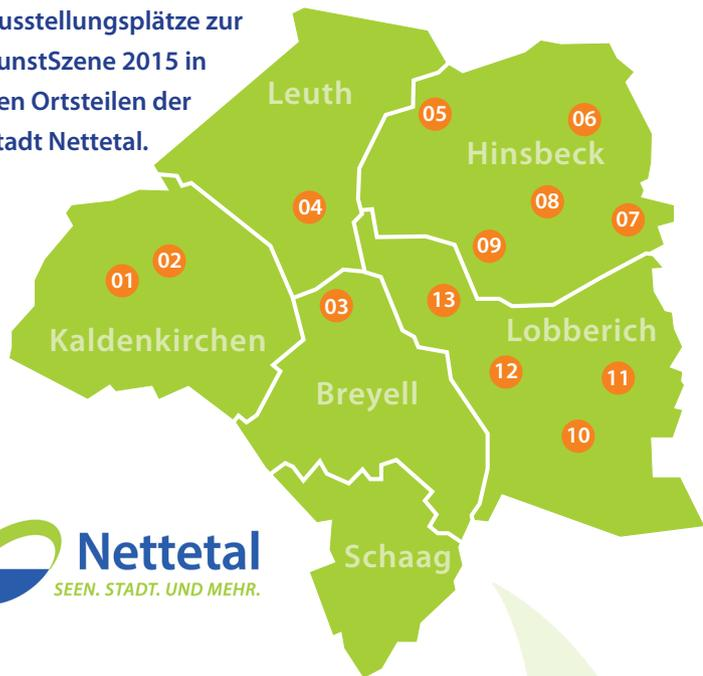 usstellungsplätze zur
unstSzene 2015 in
en Ortsteilen der
tadt Nettetal.
Leuth
05
06
Hinsbeck
04
08
07
09
02
01
03
13
Kaldenkirchen
Lobberich
12
11
Breyell
10
Schaag
Nettetal
SEEN. STADT. UND MEHR.